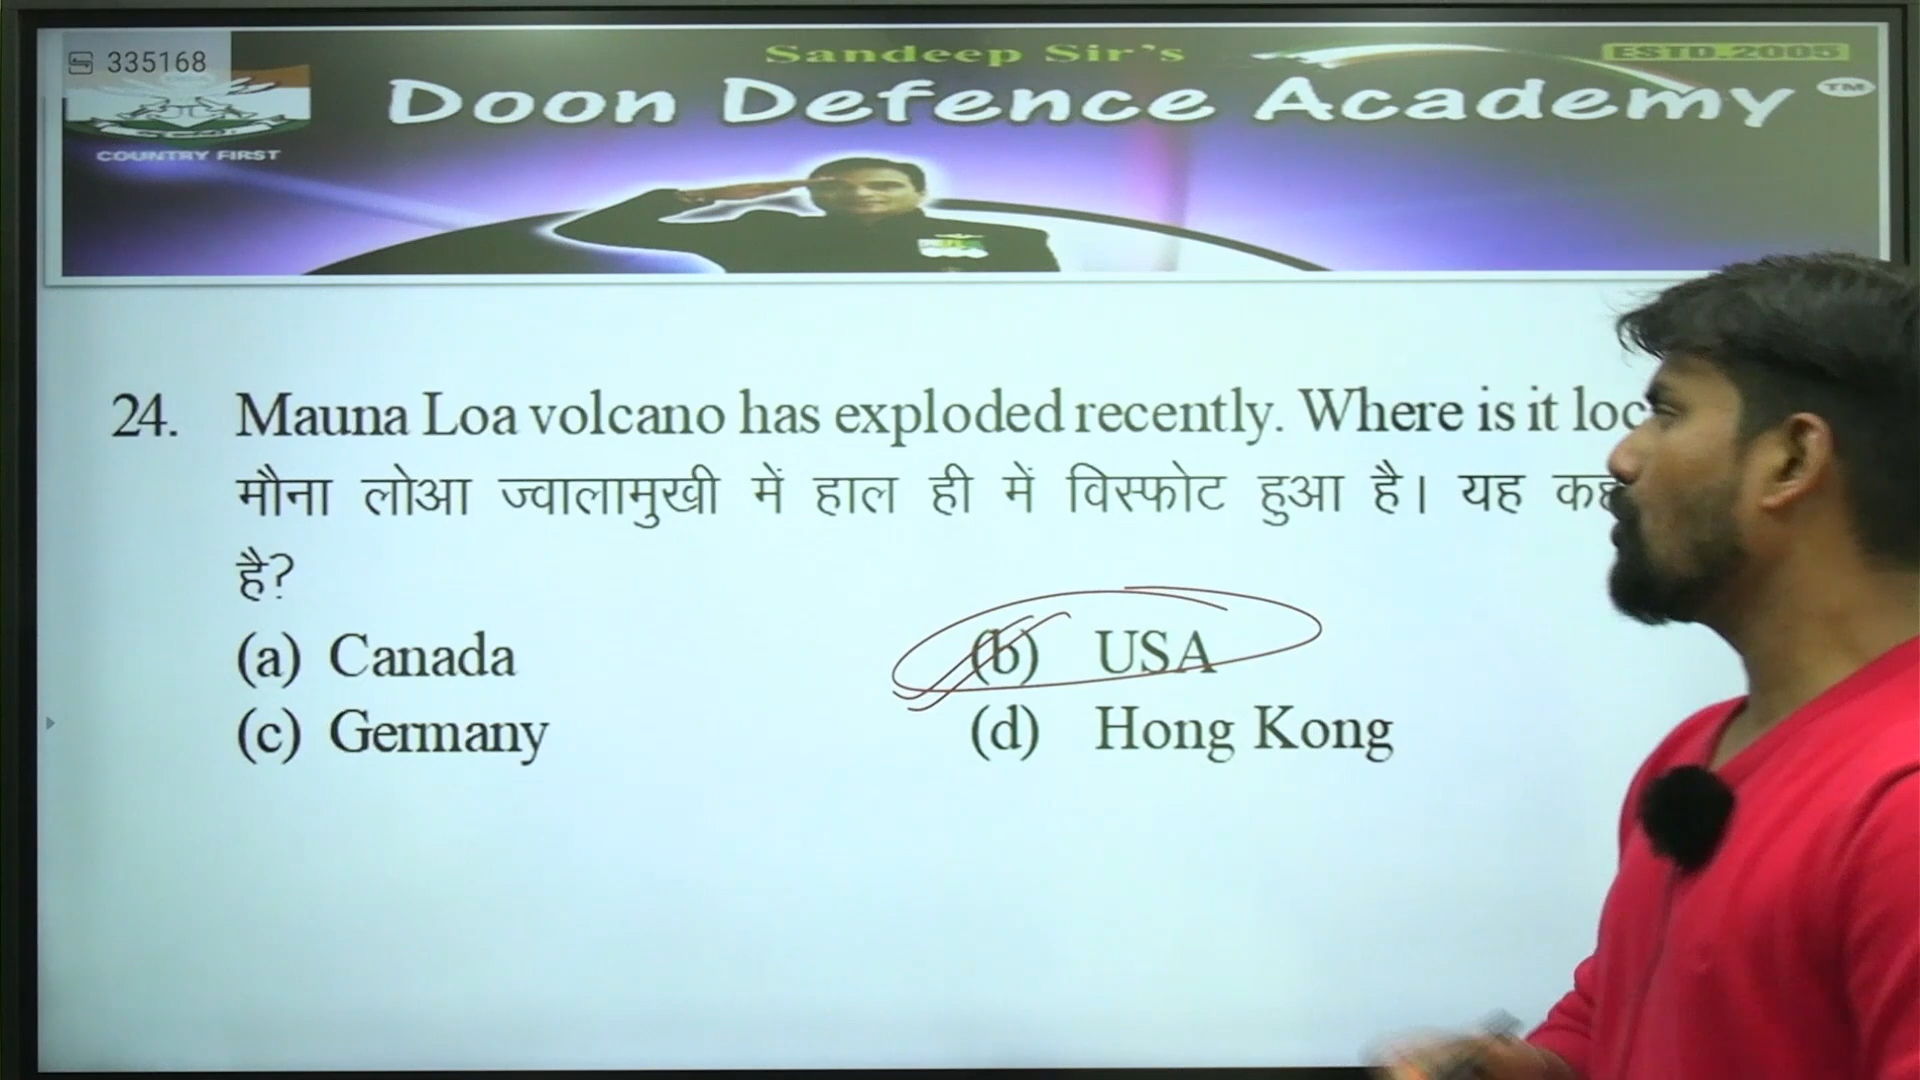 335168
Sandeep Sir's
ESTD.2005
Doon Defence Academy TM
COUNTRY FIRST
24. Mauna Loa volcano has exploded recently. Where is it loc
मौना लोआ ज्वालामुखी में हाल ही में विस्फोट हुआ है। यह
है?
(a) Canada (b) USA
(c) Germany (d) Hong Kong